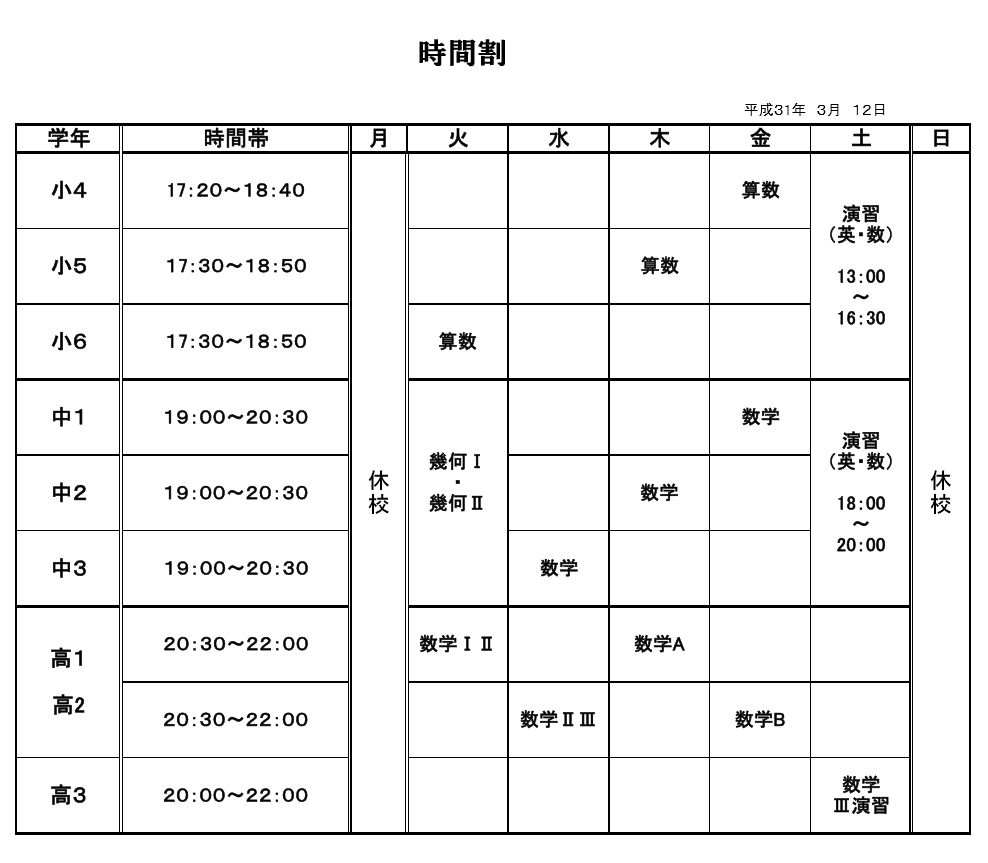 時間割
平成31年 3月 12日
学年 時間帯 月 火 水 木 金 土 日
小4 17:20～18:40 算数
演習
(英・数)
13:00
～
16:30
小5 17:30～18:50 算数
小6 17:30～18:50 算数
中1 19:00～20:30 数学
幾何Ⅰ
・
幾何Ⅱ
演習
(英・数)
18:00
～
20:00
休
校
休
校
中2 19:00～20:30 数学
中3 19:00～20:30 数学
高1
高2
20:30～22:00 数学ⅠⅡ 数学A
20:30～22:00 数学ⅡⅢ 数学B
高3 20:00～22:00
数学
Ⅲ演習